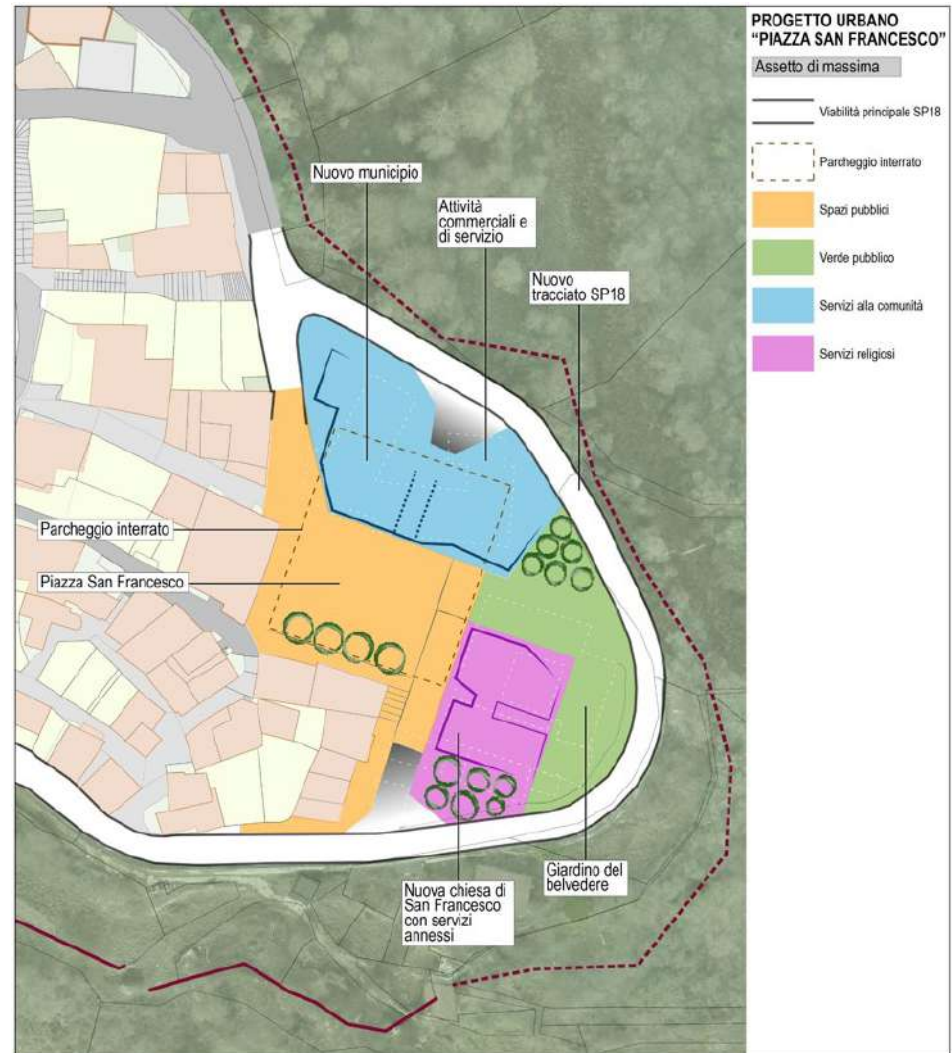 PROGETTO URBANO
“PIAZZA SAN FRANCESCO”
Assetto di massima
Viabilità principale SP18
Parcheggio interrato
Spazi pubblici
Verde pubblico
Servizi alla comunità
Servizi religiosi
Nuovo municipio
Attività
commerciali e
di servizio
Nuovo
tracciato SP18
Parcheggio interrato
Piazza San Francesco
Nuova chiesa di
San Francesco
con servizi
annessi
Giardino del
belvedere